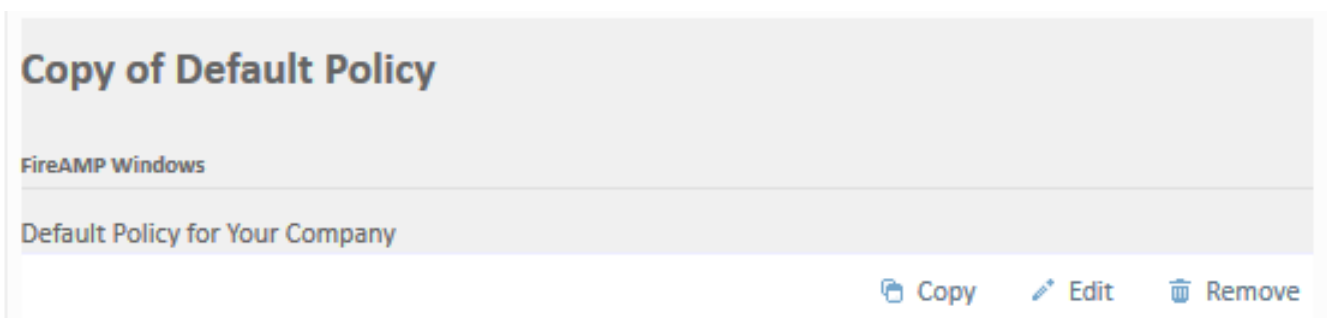 Copy of Default Policy
FireAMP Windows
Default Policy for Your Company
Copy Edit Remove